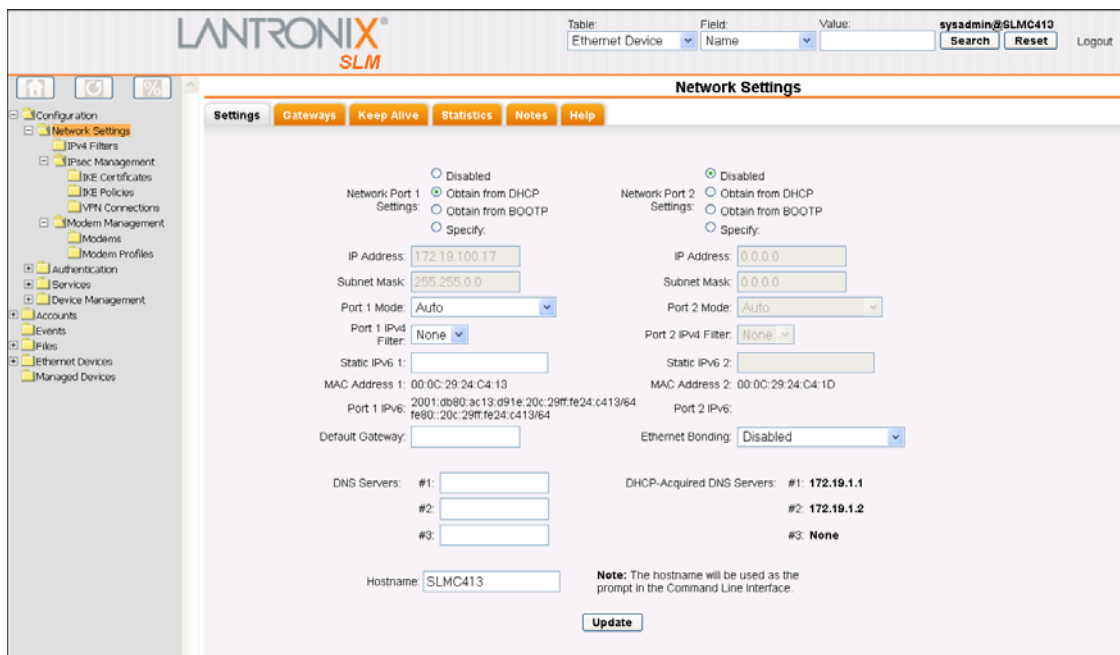 LANTRONIX®
SLM
Table: Field: Value: sysadmin@SLMC413
Ethernet Device Name Search Reset Logout
Network Settings
Configuration
Network Settings
IPv4 Filters
IPsec Management
IKE Certificates
IKE Policies
VPN Connections
Modem Management
Modems
Modem Profiles
Authentication
Services
Device Management
Accounts
Events
Files
Ethernet Devices
Managed Devices
Settings Gateways Keep Alive Statistics Notes Help
Network Port 1 Settings:
Disabled
Obtain from DHCP
Obtain from BOOTP
Specify:
IP Address: 172.19.100.17
Subnet Mask: 255.255.0.0
Port 1 Mode: Auto
Port 1 IPv4 Filter: None
Static IPv6 1:
MAC Address 1: 00:0C:29:24:C4:13
Port 1 IPv6: 2001:db80:ac13:d91e:20c:29ff:fe24:c413/64
fe80::20c:29ff:fe24:c413/64
Default Gateway:
Network Port 2 Settings:
Disabled
Obtain from DHCP
Obtain from BOOTP
Specify:
IP Address: 0.0.0.0
Subnet Mask: 0.0.0.0
Port 2 Mode: Auto
Port 2 IPv4 Filter: None
Static IPv6 2:
MAC Address 2: 00:0C:29:24:C4:1D
Port 2 IPv6:
Ethernet Bonding: Disabled
DNS Servers: #1:
#2:
#3:
DHCP-Acquired DNS Servers: #1: 172.19.1.1
#2: 172.19.1.2
#3: None
Hostname: SLMC413
Note: The hostname will be used as the
prompt in the Command Line Interface.
Update